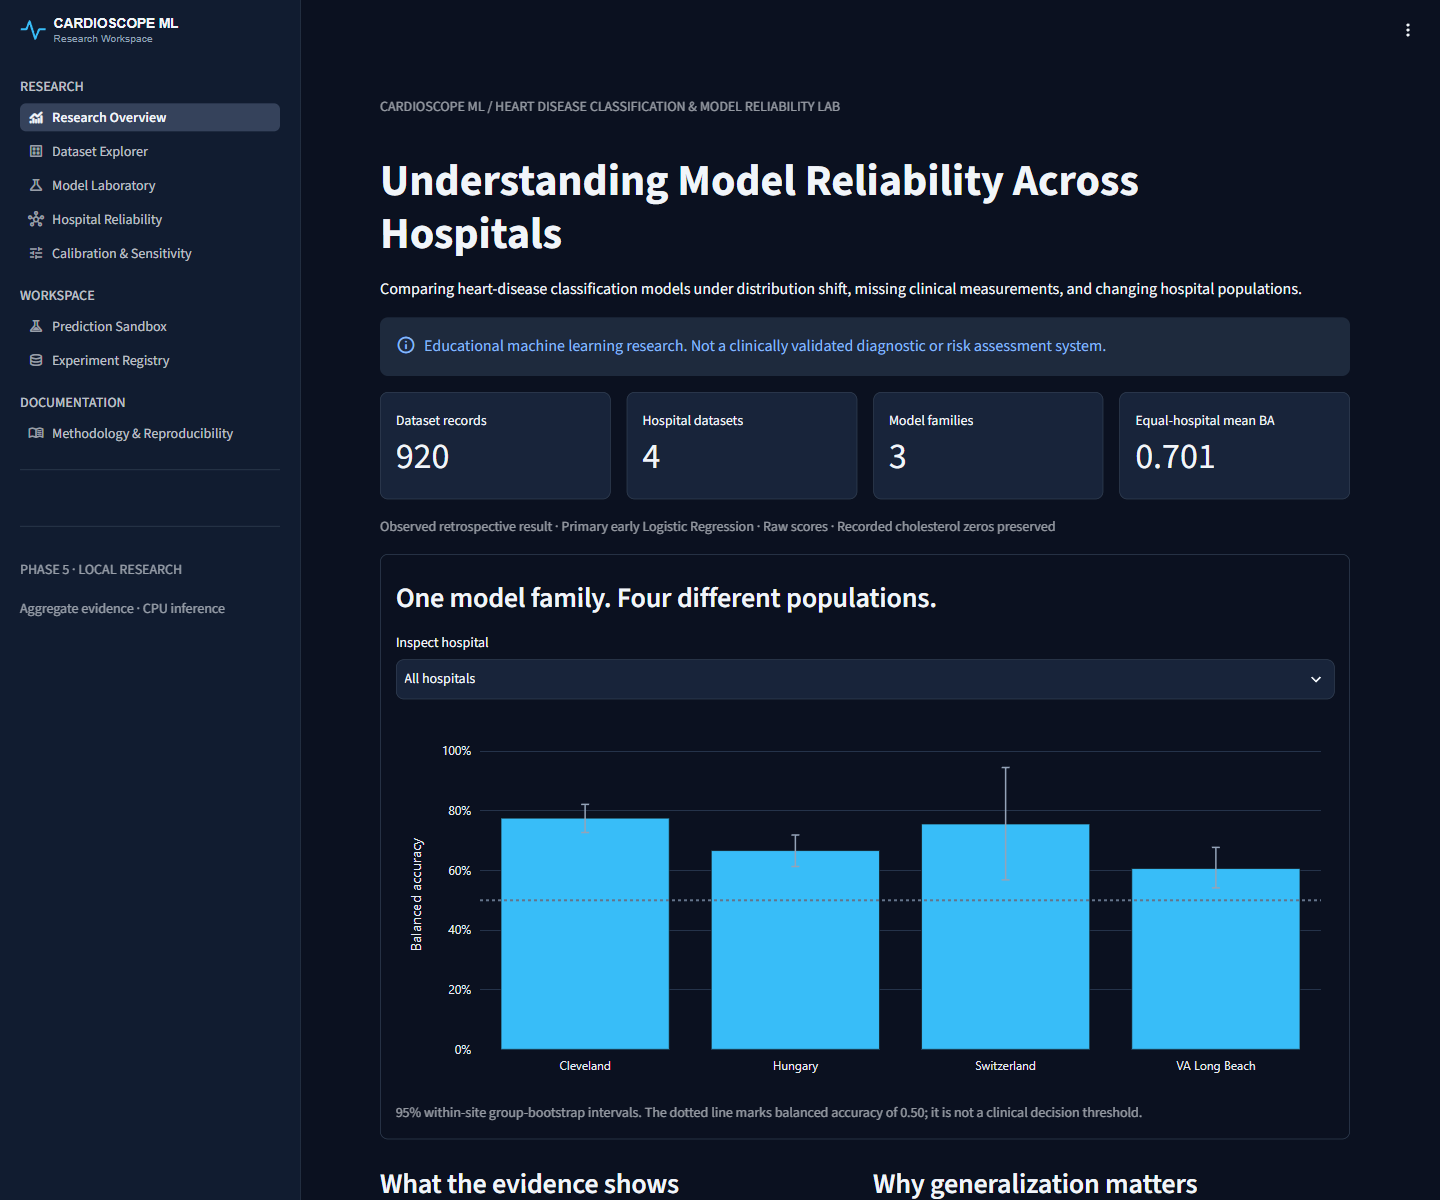 CARDIOSCOPE ML
Research Workspace
RESEARCH
Research Overview
Dataset Explorer
Model Laboratory
Hospital Reliability
Calibration & Sensitivity
WORKSPACE
Prediction Sandbox
Experiment Registry
DOCUMENTATION
Methodology & Reproducibility
PHASE 5 · LOCAL RESEARCH
Aggregate evidence · CPU inference
CARDIOSCOPE ML / HEART DISEASE CLASSIFICATION & MODEL RELIABILITY LAB
Understanding Model Reliability Across
Hospitals
Comparing heart-disease classification models under distribution shift, missing clinical measurements, and changing hospital populations.
Educational machine learning research. Not a clinically validated diagnostic or risk assessment system.
Dataset records
920
Hospital datasets
4
Model families
3
Equal-hospital mean BA
0.701
Observed retrospective result · Primary early Logistic Regression · Raw scores · Recorded cholesterol zeros preserved
One model family. Four different populations.
Inspect hospital
All hospitals
Balanced accuracy
100%
80%
60%
40%
20%
0%
Cleveland
Hungary
Switzerland
VA Long Beach
95% within-site group-bootstrap intervals. The dotted line marks balanced accuracy of 0.50; it is not a clinical decision threshold.
What the evidence shows
Why generalization matters